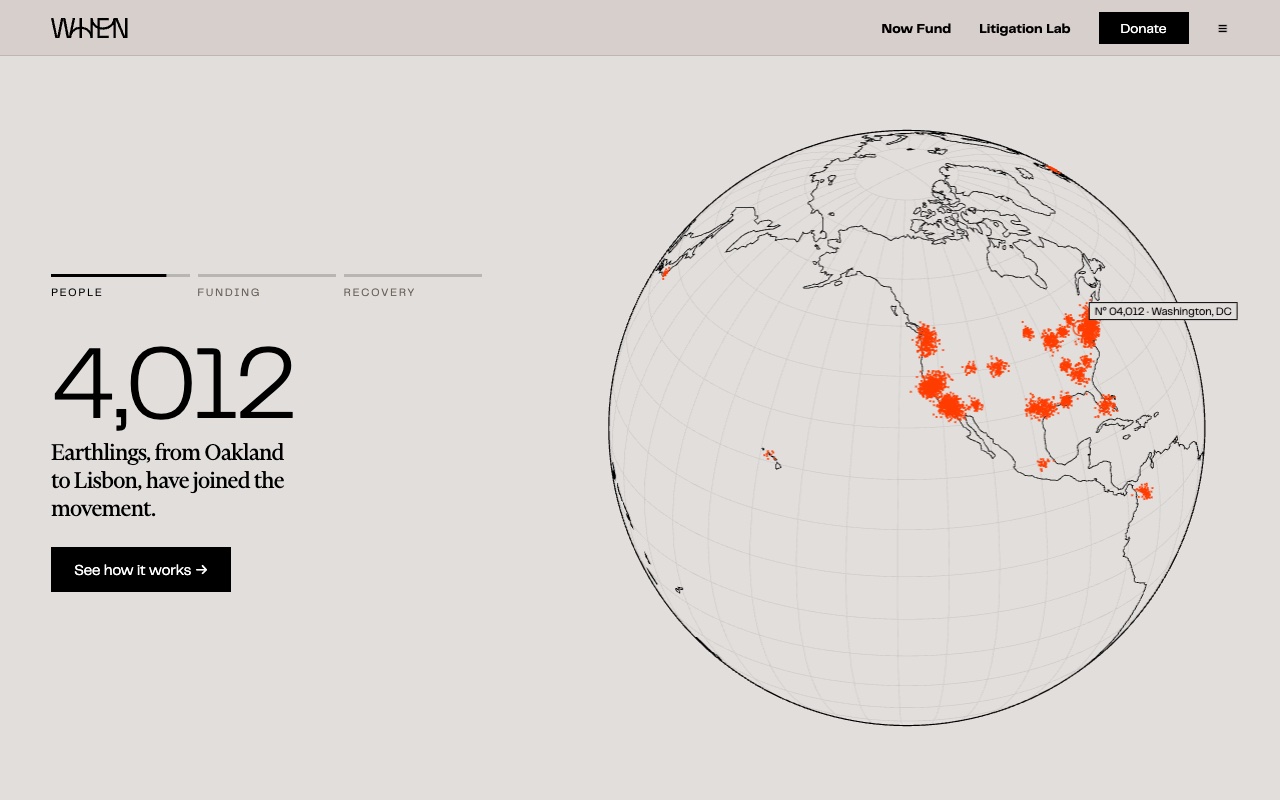 WHEN
Now Fund
Litigation Lab
Donate
PEOPLE
FUNDING
RECOVERY
4,012
Earthlings, from Oakland
to Lisbon, have joined the
movement.
See how it works →
N° 04,012 · Washington, DC